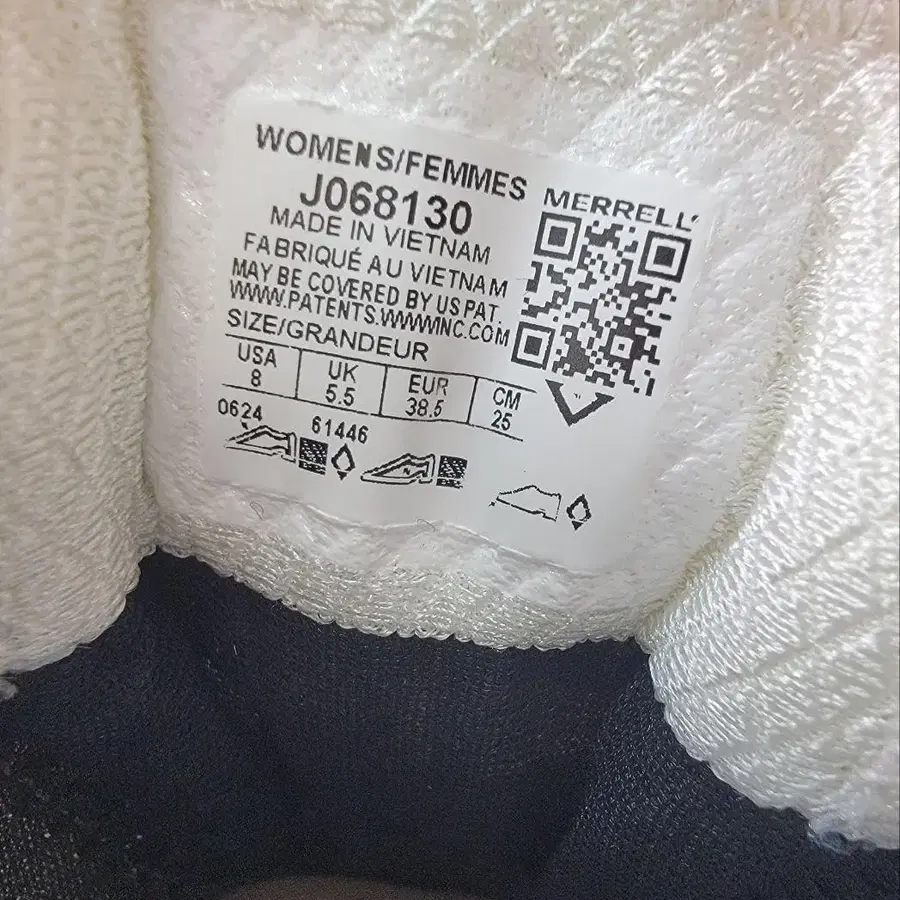 WOMENS/FEMMES
J068130
MADE IN VIETNAM
FABRIQUÉ AU VIETNAM
MAY BE COVERED BY US PAT.
WWW.PATENTS.WWWINC.COM
MERRELL
SIZE/GRANDEUR
USA UK EUR CM
8 5.5 38.5 25
0624 61446